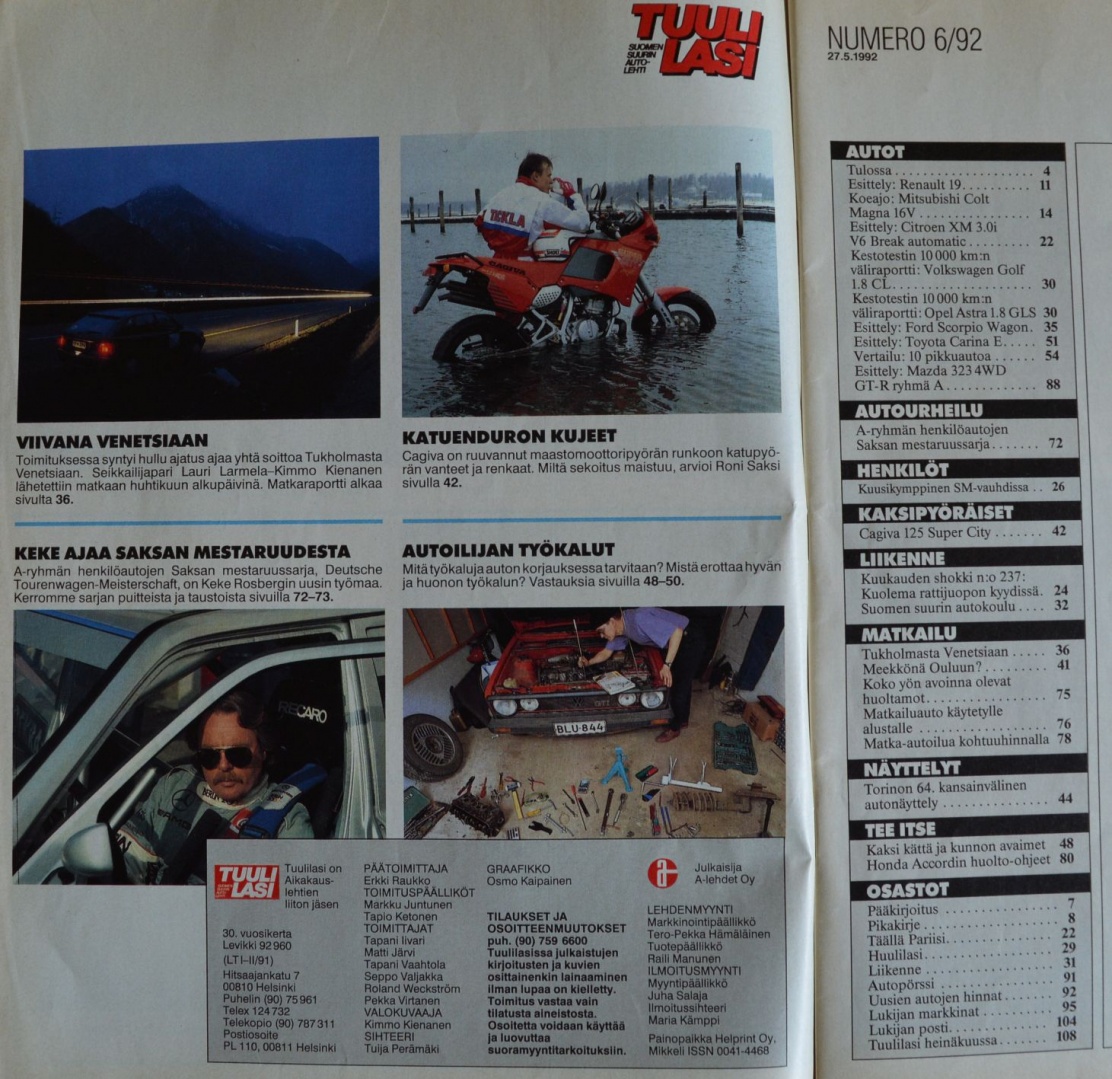 TUULI
LASI
SUOMEN
SUURIN
AUTO-
LEHTI
TEKLA
CAGIVA
VIIVANA VENETSIAAN
Toimituksessa syntyi hullu ajatus ajaa yhtä soittoa Tukholmasta
Venetsiaan. Seikkailijapari Lauri Larmela–Kimmo Kienanen
lähetettiin matkaan huhtikuun alkupäivinä. Matkaraportti alkaa
sivulta 36.
KATUENDURON KUJEET
Cagiva on ruuvannut maastomoottoripyörän runkoon katupyö-
rän vanteet ja renkaat. Miltä sekoitus maistuu, arvioi Roni Saksi
sivulla 42.
KEKE AJAA SAKSAN MESTARUUDESTA
A-ryhmän henkilöautojen Saksan mestaruussarja, Deutsche
Tourenwagen-Meisterschaft, on Keke Rosbergin uusin työmaa.
Kerromme sarjan puitteista ja taustoista sivuilla 72–73.
AUTOILIJAN TYÖKALUT
Mitä työkaluja auton korjauksessa tarvitaan? Mistä erottaa hyvän
ja huonon työkalun? Vastauksia sivuilla 48–50.
RECARO
GTI
BLU-844
TUULI
LASI
Tuulilasi on
Aikakaus-
lehtien
liiton jäsen
30. vuosikerta
Levikki 92 960
(LT I–II/91)
Hitsaajankatu 7
00810 Helsinki
Puhelin (90) 75 961
Telex 124 732
Telekopio (90) 787 311
Postiosoite
PL 110, 00811 Helsinki
PÄÄTOIMITTAJA
Erkki Raukko
TOIMITUSPÄÄLLIKÖT
Markku Juntunen
Tapio Ketonen
TOIMITTAJAT
Tapani Iivari
Matti Järvi
Tapani Vaahtola
Seppo Valjakka
Roland Weckström
Pekka Virtanen
VALOKUVAAJA
Kimmo Kienanen
SIHTEERI
Tuija Perämäki
GRAAFIKKO
Osmo Kaipainen
TILAUKSET JA
OSOITTEENMUUTOKSET
puh. (90) 759 6600
Tuulilasissa julkaistujen
kirjoitusten ja kuvien
osittainenkin lainaaminen
ilman lupaa on kielletty.
Toimitus vastaa vain
tilatusta aineistosta.
Osoitetta voidaan käyttää
ja luovuttaa
suoramyyntitarkoituksiin.
a
Julkaisija
A-lehdet Oy
LEHDENMYYNTI
Markkinointipäällikkö
Tero-Pekka Hämäläinen
Tuotepäällikkö
Raili Manunen
ILMOITUSMYYNTI
Myyntipäällikkö
Juha Salaja
Ilmoitussihteeri
Maria Kämppi
Painopaikka Helprint Oy,
Mikkeli ISSN 0041-4468
NUMERO 6/92
27.5.1992
AUTOT
Tulossa . . . . . 4
Esittely: Renault 19 . . . . . 11
Koeajo: Mitsubishi Colt
Magna 16V . . . . . 14
Esittely: Citroen XM 3.0i
V6 Break automatic . . . . . 22
Kestotestin 10 000 km:n
väliraportti: Volkswagen Golf
1.8 CL . . . . . 30
Kestotestin 10 000 km:n
väliraportti: Opel Astra 1.8 GLS 30
Esittely: Ford Scorpio Wagon . 35
Esittely: Toyota Carina E . . . . . 51
Vertailu: 10 pikkuautoa . . . . . 54
Esittely: Mazda 323 4WD
GT-R ryhmä A . . . . . 88
AUTOURHEILU
A-ryhmän henkilöautojen
Saksan mestaruussarja . . . . . 72
HENKILÖT
Kuusikymppinen SM-vauhdissa . . 26
KAKSIPYÖRÄISET
Cagiva 125 Super City . . . . . 42
LIIKENNE
Kuukauden shokki n:o 237:
Kuolema rattijuopon kyydissä . 24
Suomen suurin autokoulu . . . . 32
MATKAILU
Tukholmasta Venetsiaan . . . . . 36
Meekkönä Ouluun? . . . . . 41
Koko yön avoinna olevat
huoltamot . . . . . 75
Matkailuauto käytetylle
alustalle . . . . . 76
Matka-autoilua kohtuuhinnalla 78
NÄYTTELYT
Torinon 64. kansainvälinen
autonäyttely . . . . . 44
TEE ITSE
Kaksi kättä ja kunnon avaimet 48
Honda Accordin huolto-ohjeet 80
OSASTOT
Pääkirjoitus . . . . . 7
Pikakirje . . . . . 8
Täällä Pariisi . . . . . 22
Huulilasi . . . . . 29
Liikenne . . . . . 31
Autopörssi . . . . . 91
Uusien autojen hinnat . . . . . 92
Lukijan markkinat . . . . . 95
Lukijan posti . . . . . 104
Tuulilasi heinäkuussa . . . . . 108